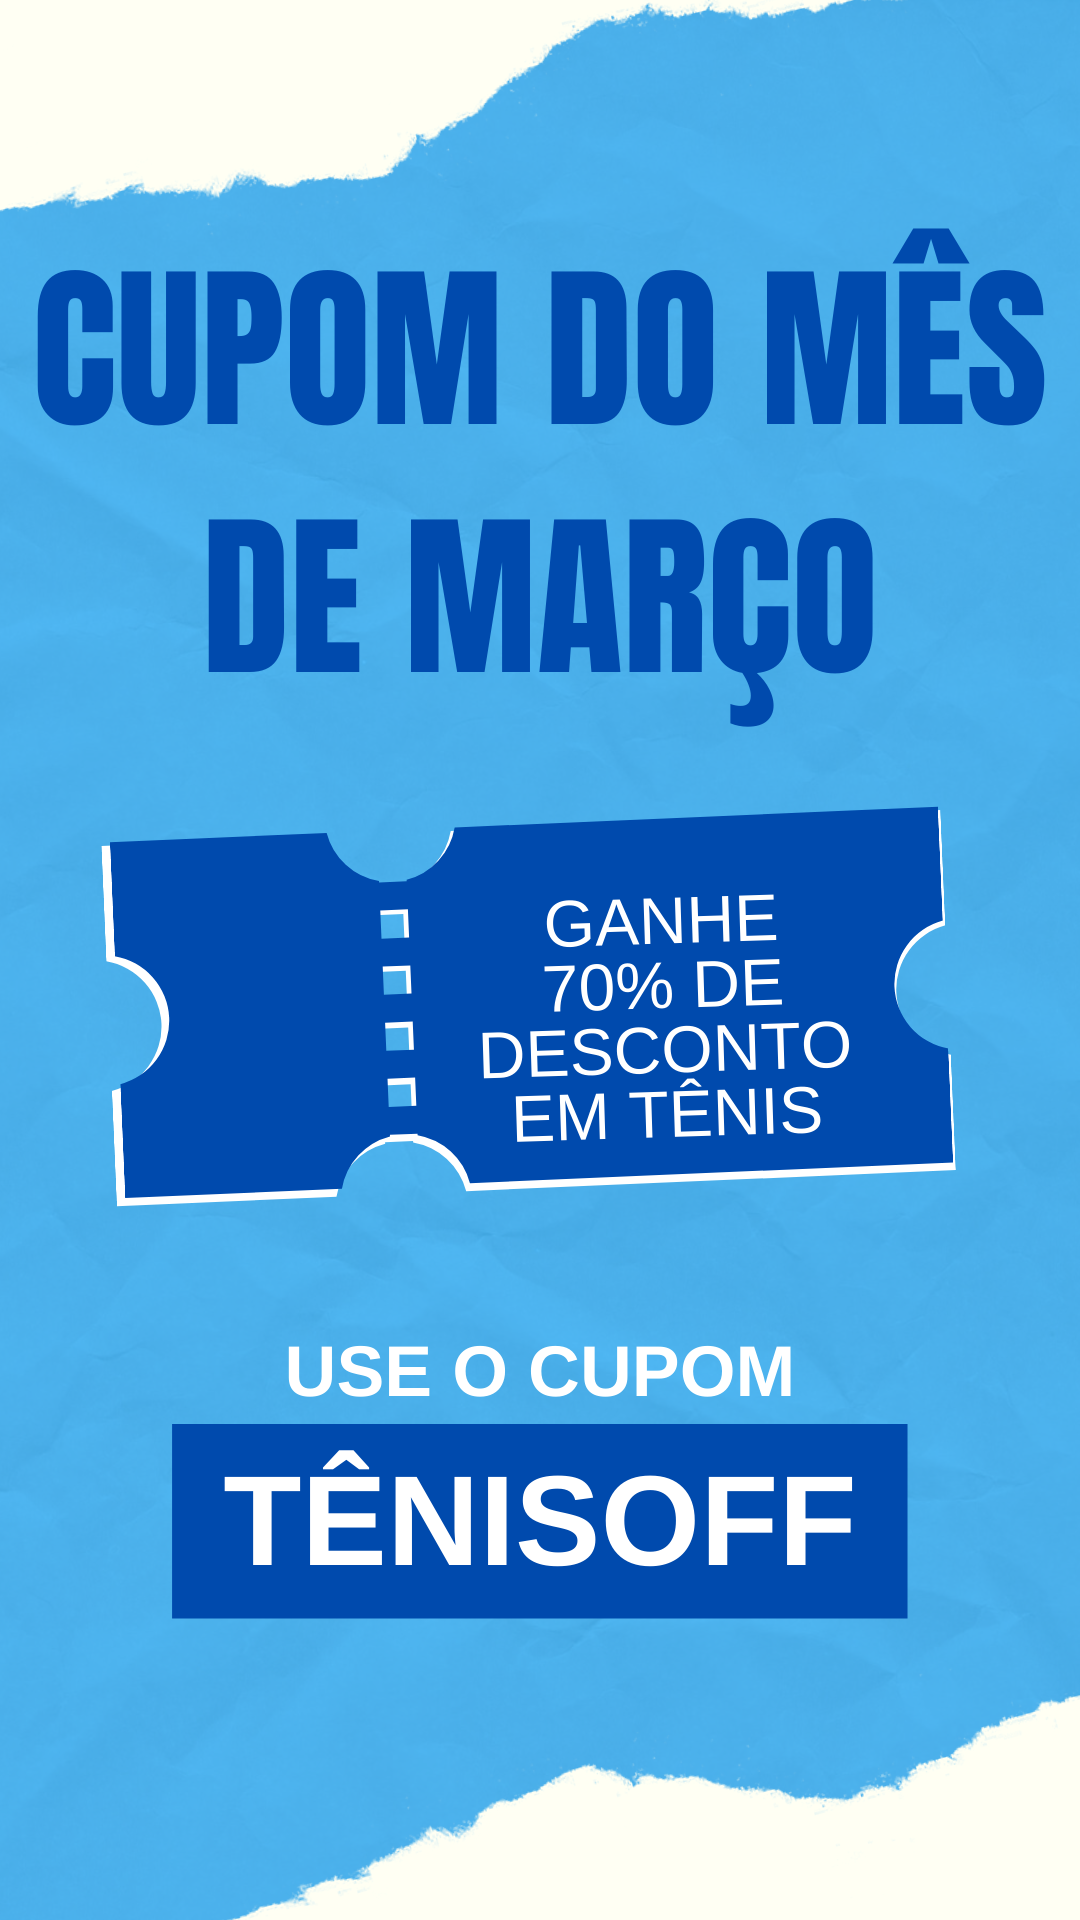 CUPOM DO MÊS
DE MARÇO
GANHE
70% DE
DESCONTO
EM TÊNIS
USE O CUPOM
TÊNISOFF